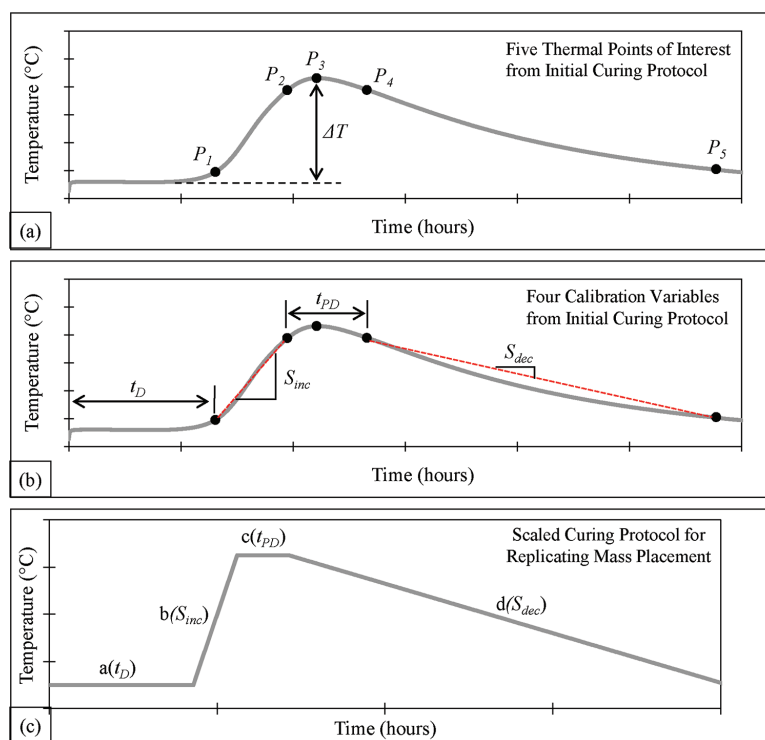 Temperature (°C)
Five Thermal Points of Interest
from Initial Curing Protocol
P1
P2
P3
P4
P5
ΔT
Time (hours)
(a)
Temperature (°C)
Four Calibration Variables
from Initial Curing Protocol
tD
tPD
Sinc
Sdec
Time (hours)
(b)
Temperature (°C)
Scaled Curing Protocol for
Replicating Mass Placement
a(tD)
b(Sinc)
c(tPD)
d(Sdec)
Time (hours)
(c)